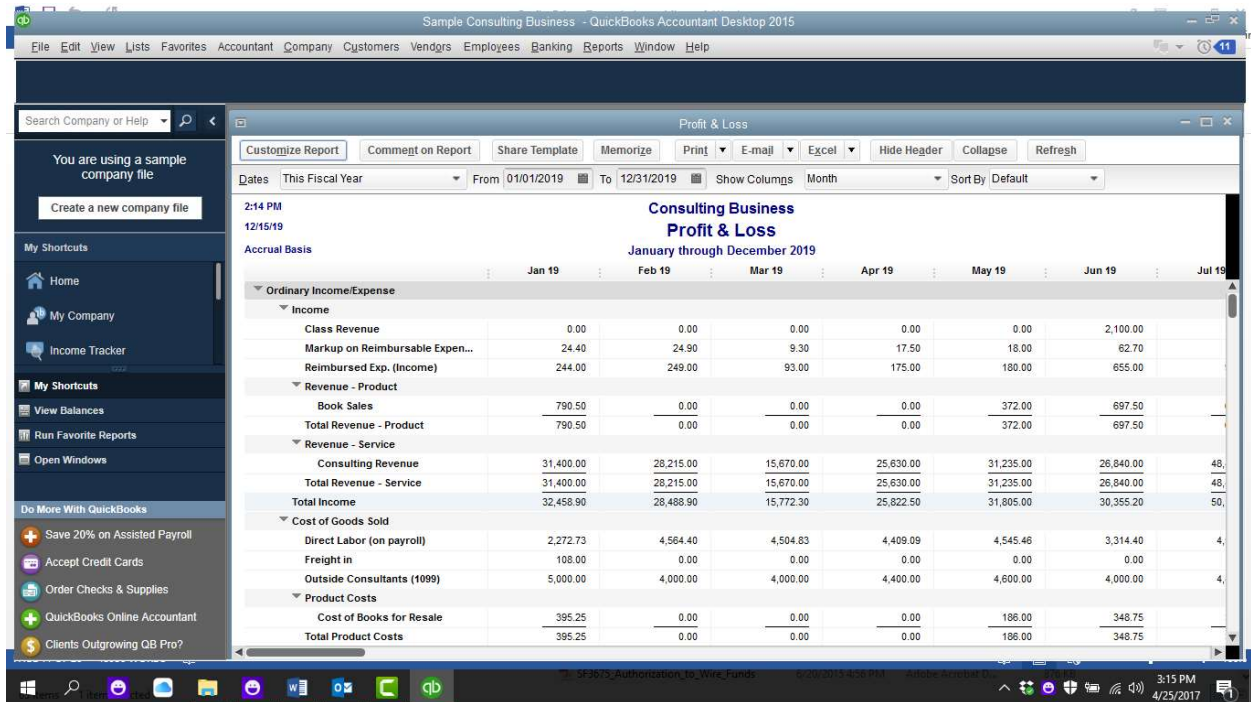 Sample Consulting Business - QuickBooks Accountant Desktop 2015
File Edit View Lists Favorites Accountant Company Customers Vendors Employees Banking Reports Window Help
11
Search Company or Help
Profit & Loss
Customize Report Comment on Report Share Template Memorize Print E-mail Excel Hide Header Collapse Refresh
You are using a sample
company file
Dates This Fiscal Year From 01/01/2019 To 12/31/2019 Show Columns Month Sort By Default
Create a new company file
2:14 PM Consulting Business
12/15/19 Profit & Loss
Accrual Basis January through December 2019
My Shortcuts
Home
My Company
Income Tracker
My Shortcuts
View Balances
Run Favorite Reports
Open Windows
Do More With QuickBooks
Save 20% on Assisted Payroll
Accept Credit Cards
Order Checks & Supplies
QuickBooks Online Accountant
Clients Outgrowing QB Pro?
Jan 19 Feb 19 Mar 19 Apr 19 May 19 Jun 19 Jul 19
Ordinary Income/Expense
Income
Class Revenue 0.00 0.00 0.00 0.00 0.00 2,100.00
Markup on Reimbursable Expen... 24.40 24.90 9.30 17.50 18.00 62.70
Reimbursed Exp. (Income) 244.00 249.00 93.00 175.00 180.00 655.00
Revenue - Product
Book Sales 790.50 0.00 0.00 0.00 372.00 697.50
Total Revenue - Product 790.50 0.00 0.00 0.00 372.00 697.50
Revenue - Service
Consulting Revenue 31,400.00 28,215.00 15,670.00 25,630.00 31,235.00 26,840.00 48,
Total Revenue - Service 31,400.00 28,215.00 15,670.00 25,630.00 31,235.00 26,840.00 48,
Total Income 32,458.90 28,488.90 15,772.30 25,822.50 31,805.00 30,355.20 50,
Cost of Goods Sold
Direct Labor (on payroll) 2,272.73 4,564.40 4,504.83 4,409.09 4,545.46 3,314.40 4,
Freight in 108.00 0.00 0.00 0.00 0.00 0.00
Outside Consultants (1099) 5,000.00 4,000.00 4,000.00 4,400.00 4,600.00 4,000.00 4,
Product Costs
Cost of Books for Resale 395.25 0.00 0.00 0.00 186.00 348.75
Total Product Costs 395.25 0.00 0.00 0.00 186.00 348.75
SF3675_Authorization_to_Wire_Funds
3:15 PM
4/25/2017